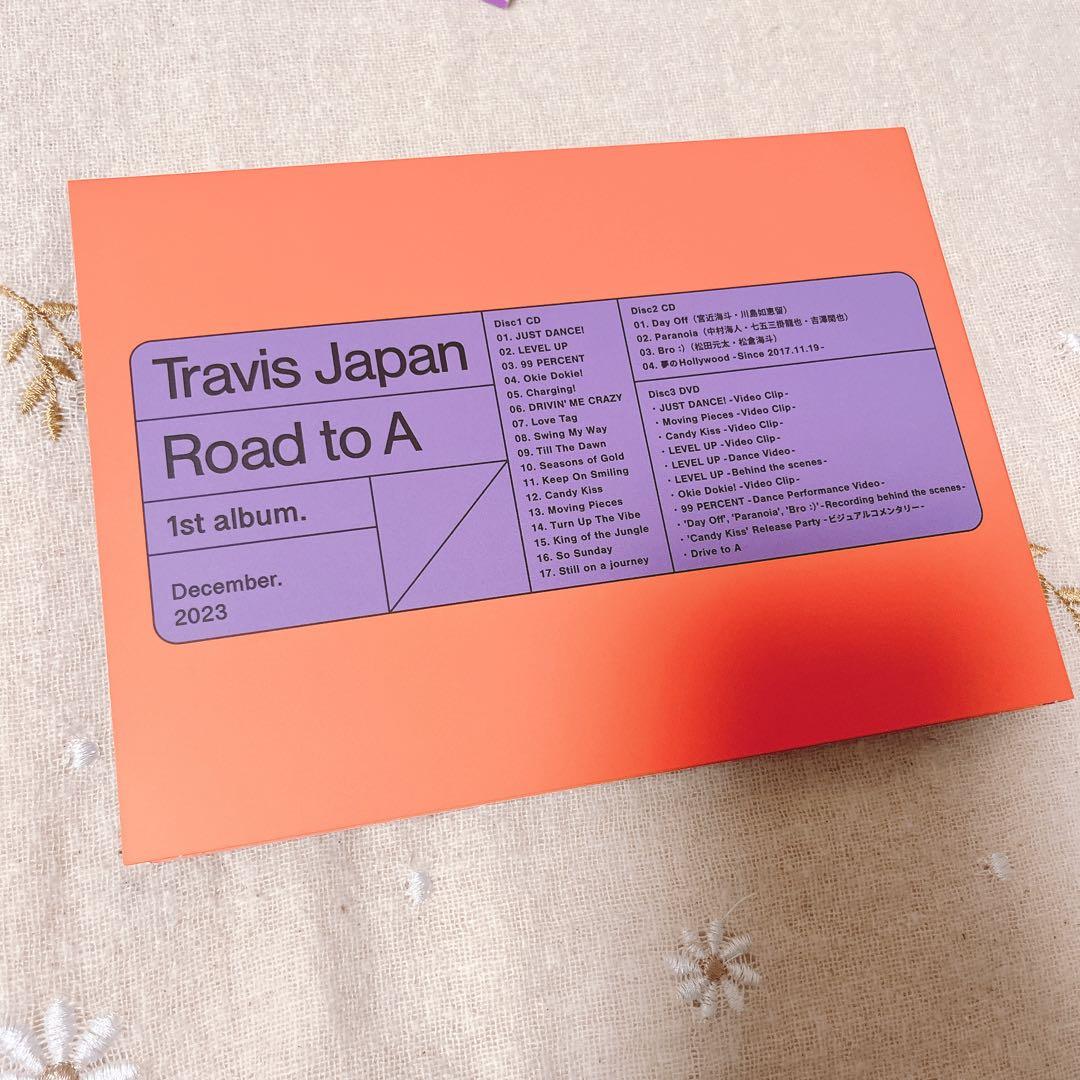 Travis Japan
Road to A
1st album.
December.
2023
Disc1 CD
01. JUST DANCE!
02. LEVEL UP
03. 99 PERCENT
04. Okie Dokie!
05. Charging!
06. DRIVIN' ME CRAZY
07. Love Tag
08. Swing My Way
09. Till The Dawn
10. Seasons of Gold
11. Keep On Smiling
12. Candy Kiss
13. Moving Pieces
14. Turn Up The Vibe
15. King of the Jungle
16. So Sunday
17. Still on a journey
Disc2 CD
01. Day Off（宮近海斗・川島如恵留）
02. Paranoia（中村海人・七五三掛龍也・吉澤閑也）
03. Bro :)（松田元太・松倉海斗）
04. 夢のHollywood -Since 2017.11.19-
Disc3 DVD
・JUST DANCE! -Video Clip-
・Moving Pieces -Video Clip-
・Candy Kiss -Video Clip-
・LEVEL UP -Video Clip-
・LEVEL UP -Dance Video-
・LEVEL UP -Behind the scenes-
・Okie Dokie! -Video Clip-
・99 PERCENT -Dance Performance Video-
・'Day Off', 'Paranoia', 'Bro :)' -Recording behind the scenes-
・'Candy Kiss' Release Party -ビジュアルコメンタリー-
・Drive to A